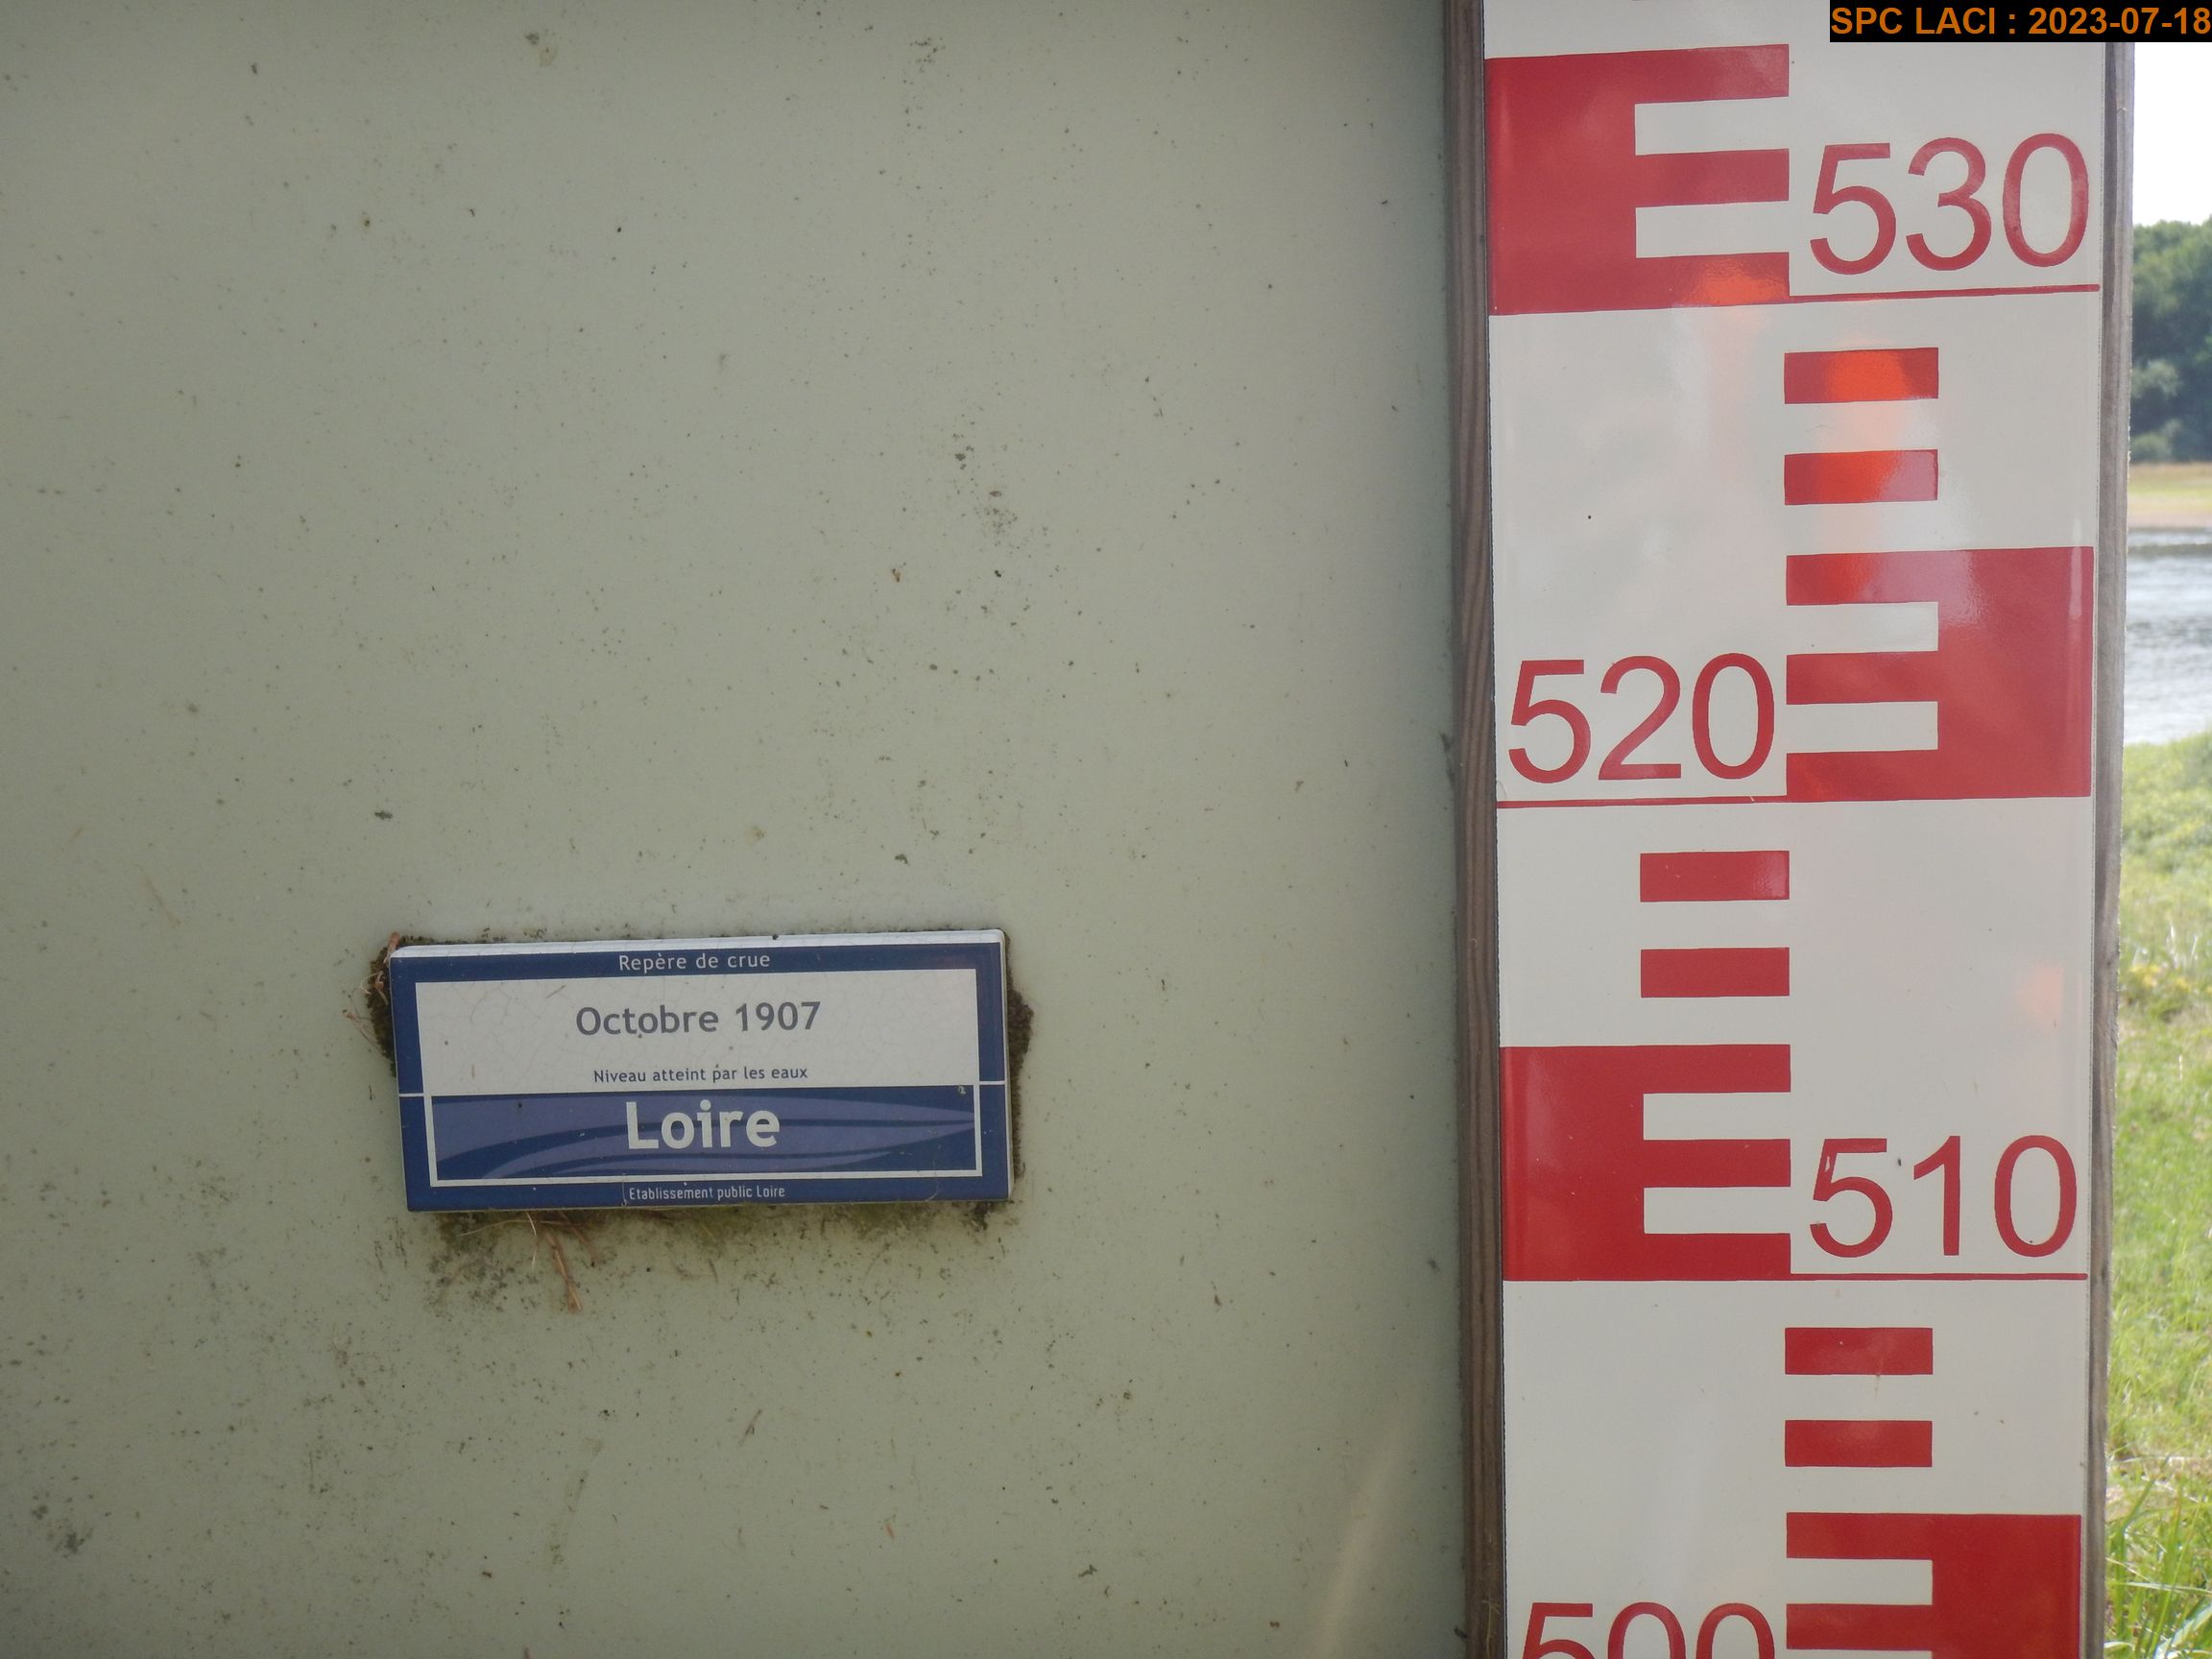 SPC LACI : 2023-07-18
530
520
Repère de crue
Octobre 1907
Niveau atteint par les eaux
Loire
Etablissement public Loire
510
500